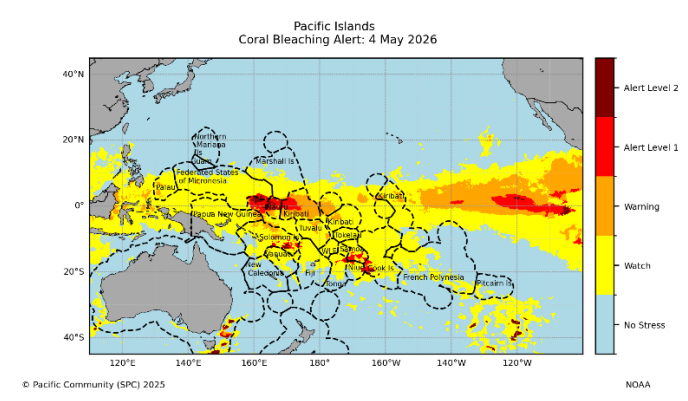 Pacific Islands
Coral Bleaching Alert: 4 May 2026
40°N
20°N
0°
20°S
40°S
120°E
140°E
160°E
180°
160°W
140°W
120°W
Northern
Mariana
Is
Guam
Marshall Is
Federated States
of Micronesia
Palau
Nauru
Kiribati
Kiribati
Papua New Guinea
Kiribati
Tuvalu
Solomon Is
Tokelau
Vanuatu
W.F.
Samoa
New
Caledonia
Fiji
Niue
Cook Is
Tonga
French Polynesia
Pitcairn Is
Alert Level 2
Alert Level 1
Warning
Watch
No Stress
© Pacific Community (SPC) 2025
NOAA